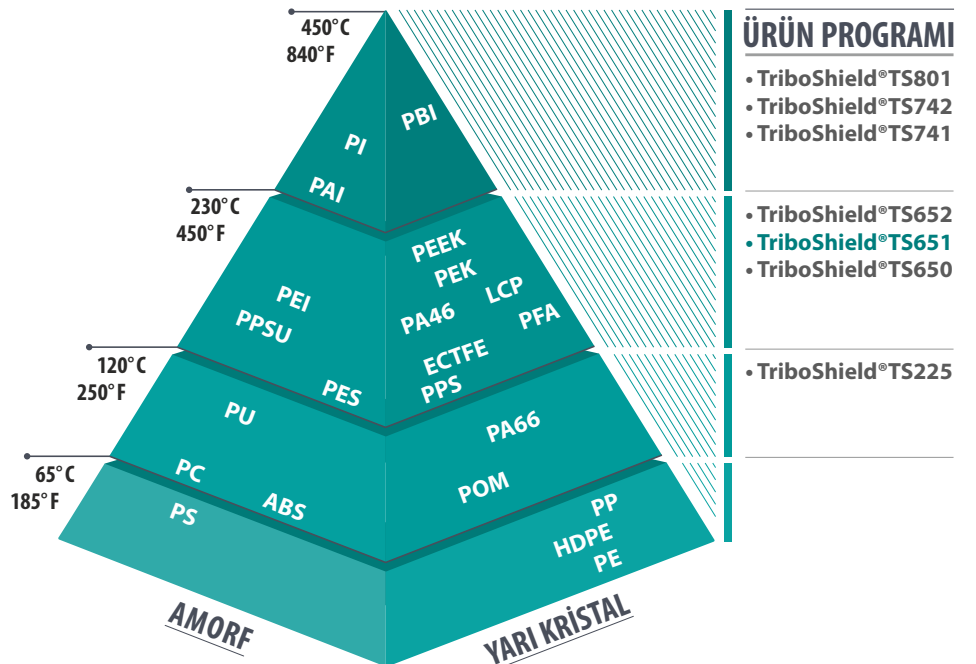 450°C
840°F
ÜRÜN PROGRAMI
• TriboShield®TS801
• TriboShield®TS742
• TriboShield®TS741
PBI
PI
PAI
230°C
450°F
• TriboShield®TS652
• TriboShield®TS651
• TriboShield®TS650
PEEK
PEK
LCP
PA46
PFA
ECTFE
PPS
PEI
PPSU
PES
120°C
250°F
• TriboShield®TS225
PU
PC
ABS
PA66
POM
65°C
185°F
PS
PP
HDPE
PE
AMORF
YARI KRİSTAL